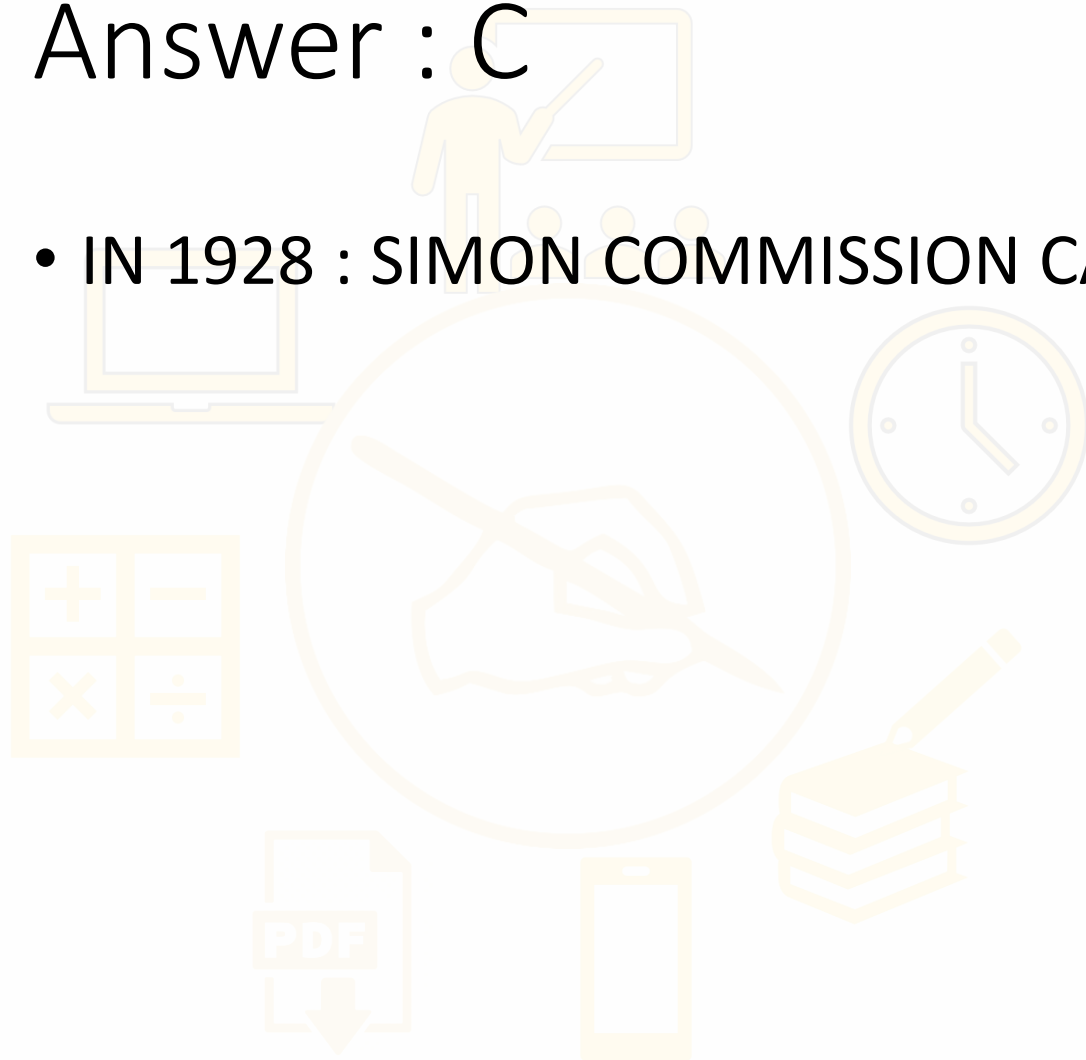 Answer : C
• IN 1928 : SIMON COMMISSION
PDF